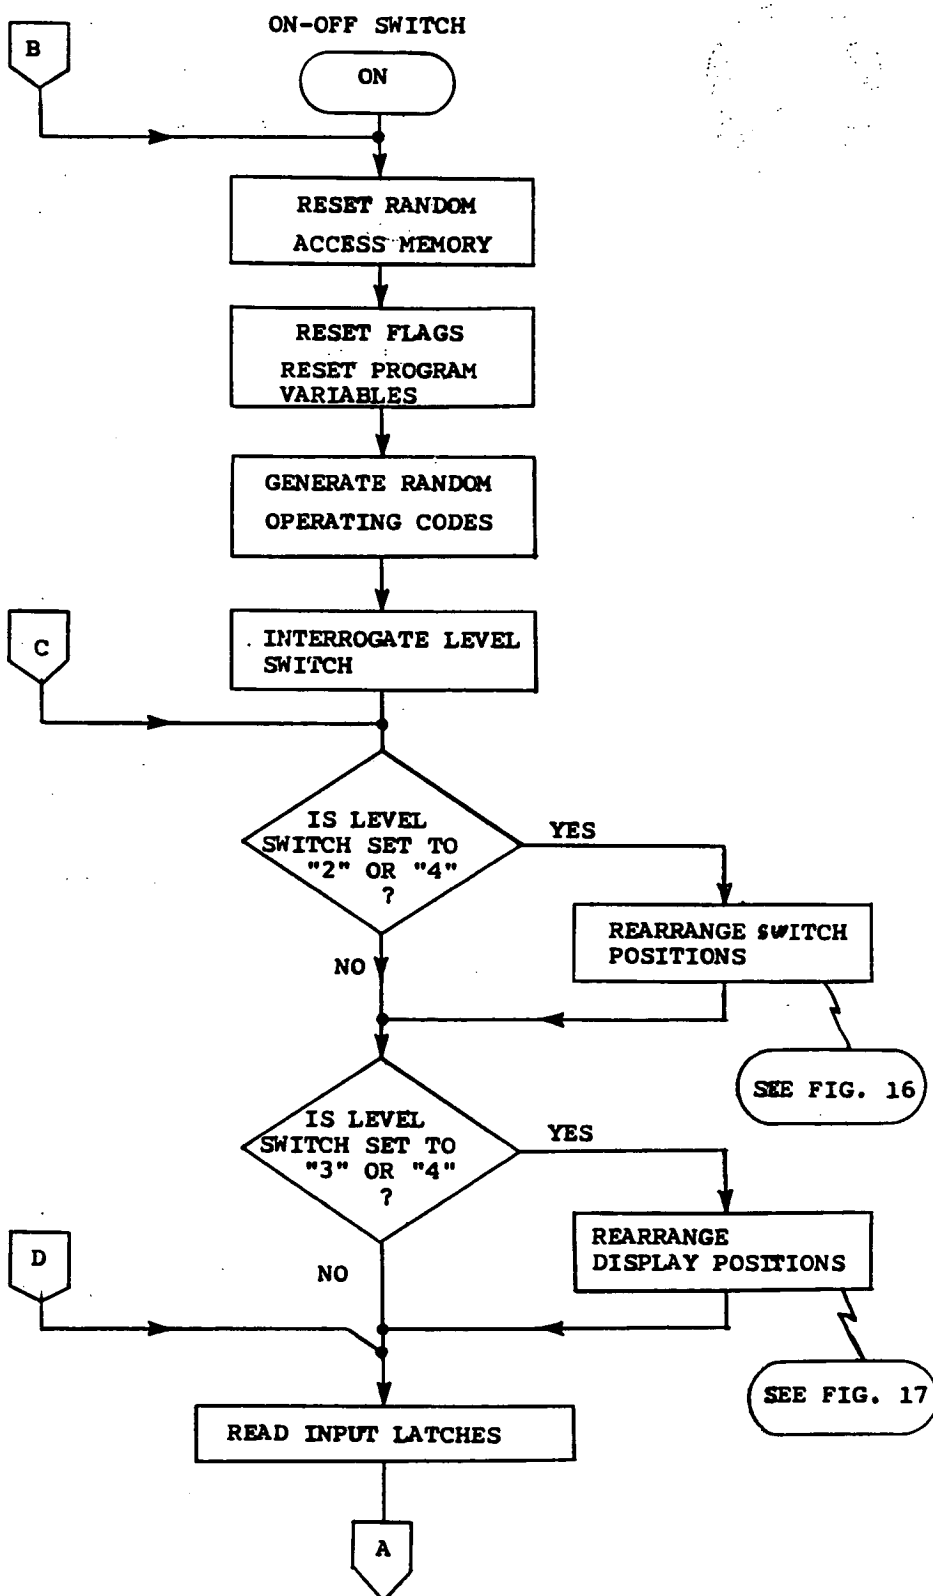 ON-OFF SWITCH
B
ON
RESET RANDOM
ACCESS MEMORY
RESET FLAGS
RESET PROGRAM
VARIABLES
GENERATE RANDOM
OPERATING CODES
C
INTERROGATE LEVEL
SWITCH
IS LEVEL
SWITCH SET TO
"2" OR "4"
?
YES
REARRANGE SWITCH
POSITIONS
NO
SEE FIG. 16
IS LEVEL
SWITCH SET TO
"3" OR "4"
?
YES
REARRANGE
DISPLAY POSITIONS
D
NO
SEE FIG. 17
READ INPUT LATCHES
A